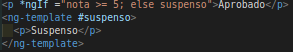 <p *ngIf ="nota >= 5; else suspenso">Aprobado</p>
<ng-template #suspenso>
<p>Suspenso</p>
</ng-template>